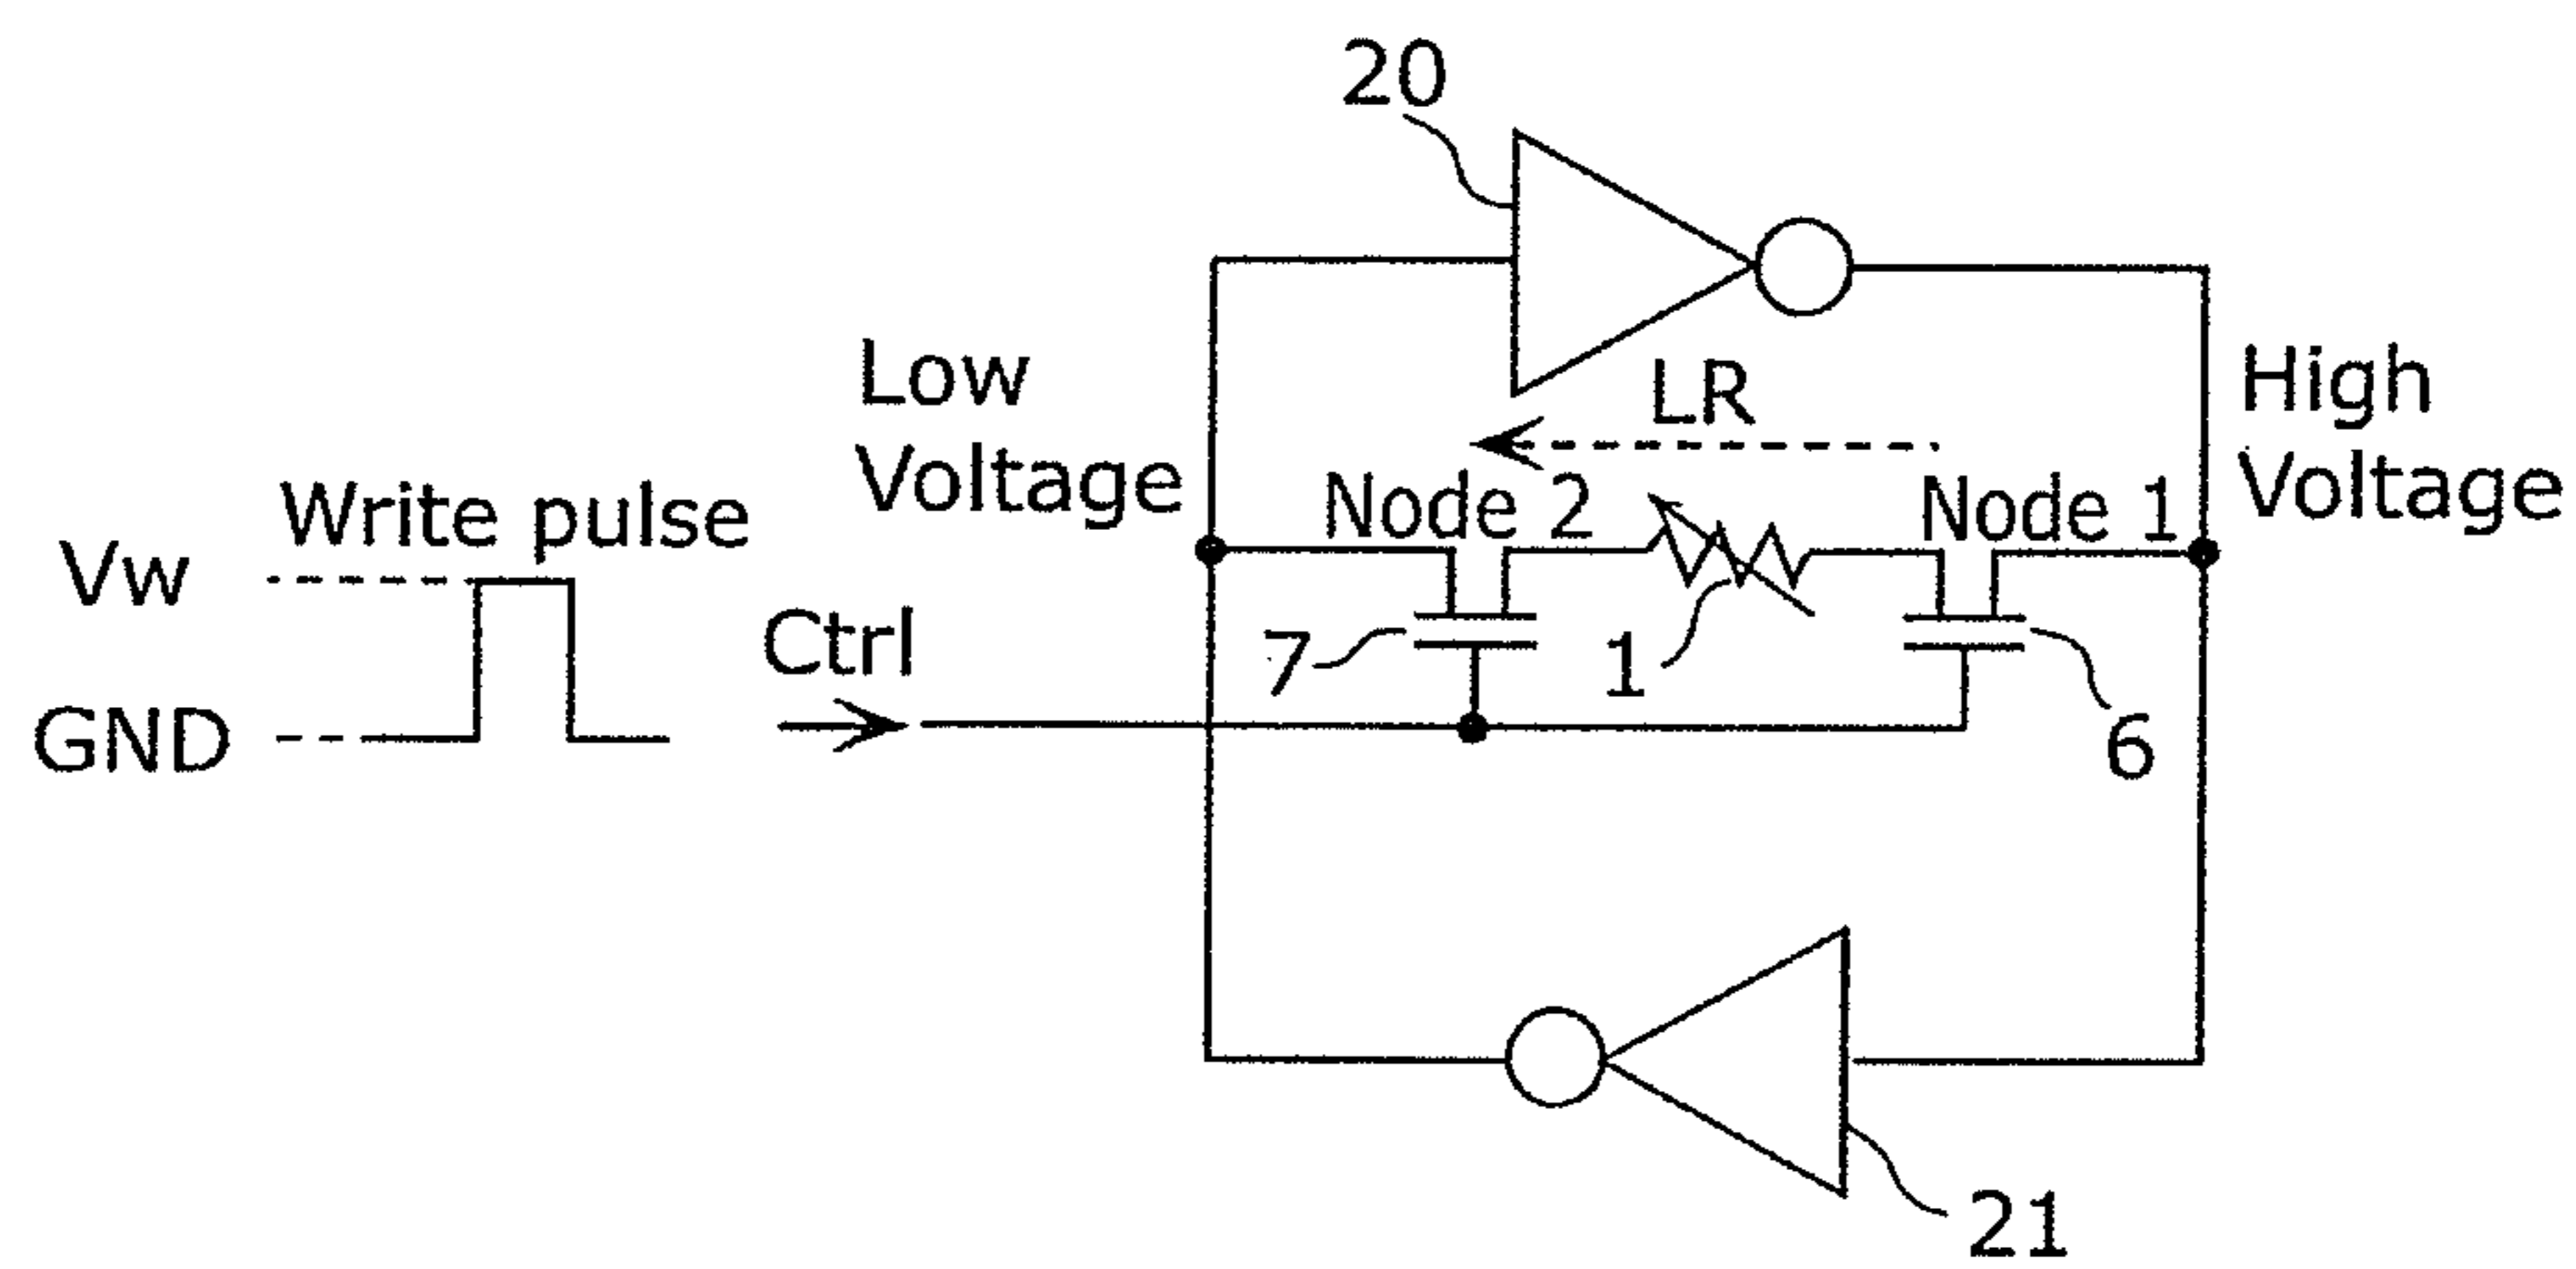 20
Low
Voltage
LR
High
Voltage
Write pulse
Node 2
Node 1
Vw
GND
Ctrl
7
1
6
21